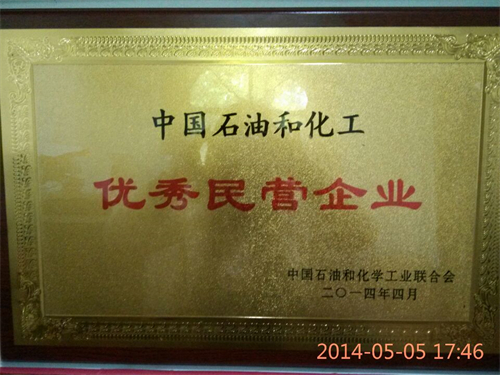 中国石油和化工
优秀民营企业
中国石油和化学工业联合会
二〇一四年四月
2014-05-05 17:46